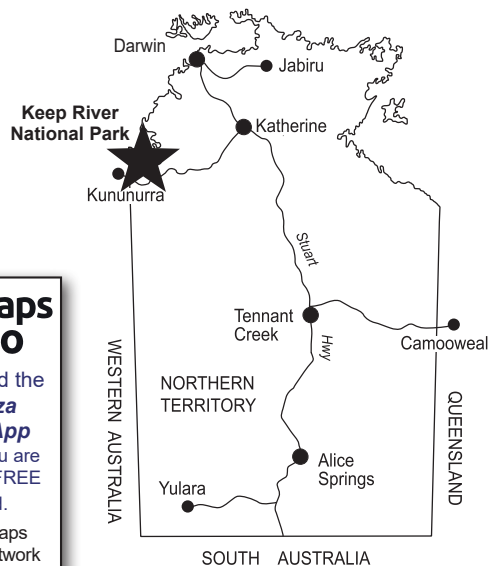 Darwin
Jabiru
Keep River
National Park
Katherine
Kununurra
Stuart
aps
o
Tennant
Creek
Hwy
Camooweal
d the
za
App
u are
FREE
l.
aps
twork
WESTERN AUSTRALIA
NORTHERN
TERRITORY
QUEENSLAND
Alice
Springs
Yulara
SOUTH AUSTRALIA